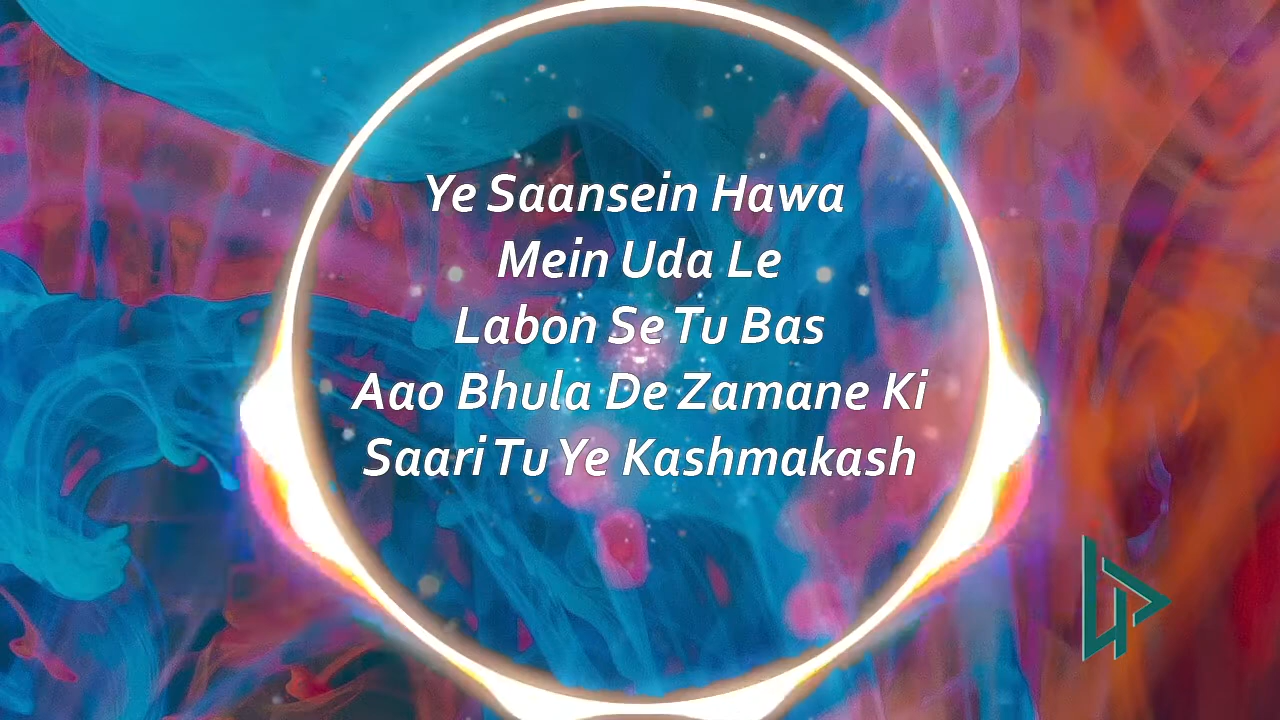 Ye Saansein Hawa
Mein Uda Le
Labon Se Tu Bas
Aao Bhula De Zamane Ki
Saari Tu Ye Kashmakash